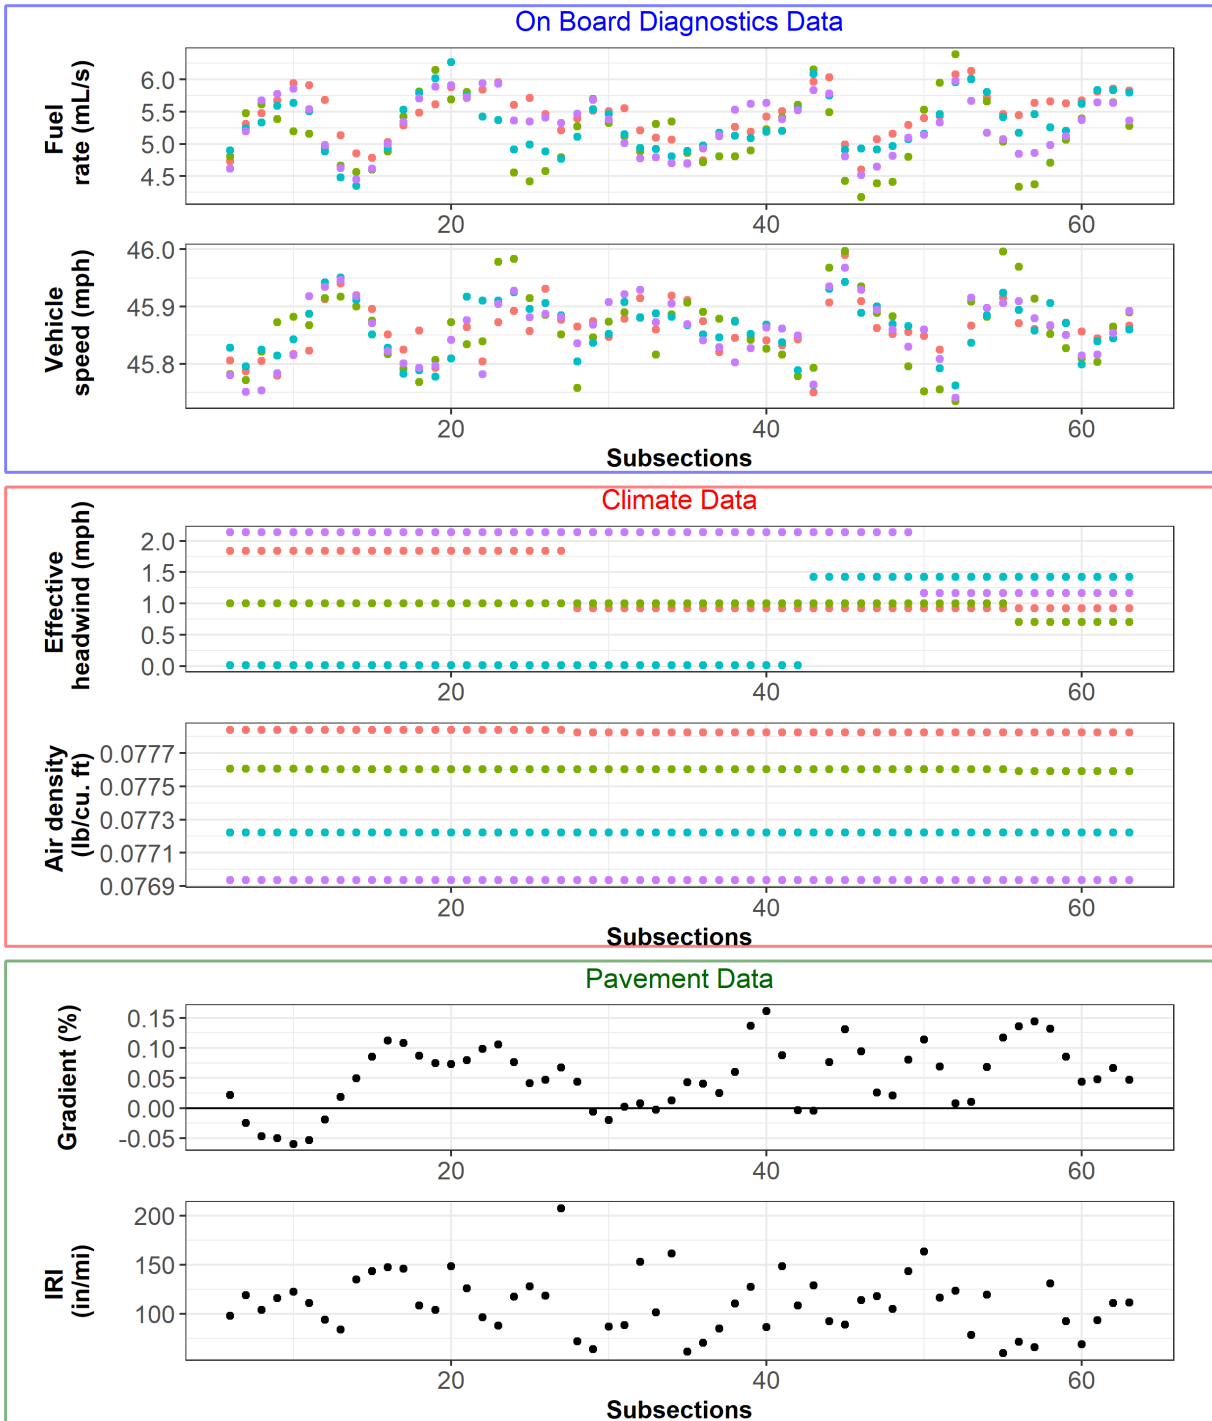 On Board Diagnostics Data
Fuel
rate (mL/s)
6.0
5.5
5.0
4.5
20 40 60
Vehicle
speed (mph)
46.0
45.9
45.8
20 40 60
Subsections
Climate Data
Effective
headwind (mph)
2.0
1.5
1.0
0.5
0.0
20 40 60
Air density
(lb/cu. ft)
0.0777
0.0775
0.0773
0.0771
0.0769
20 40 60
Subsections
Pavement Data
Gradient (%)
0.15
0.10
0.05
0.00
-0.05
20 40 60
IRI
(in/mi)
200
150
100
20 40 60
Subsections